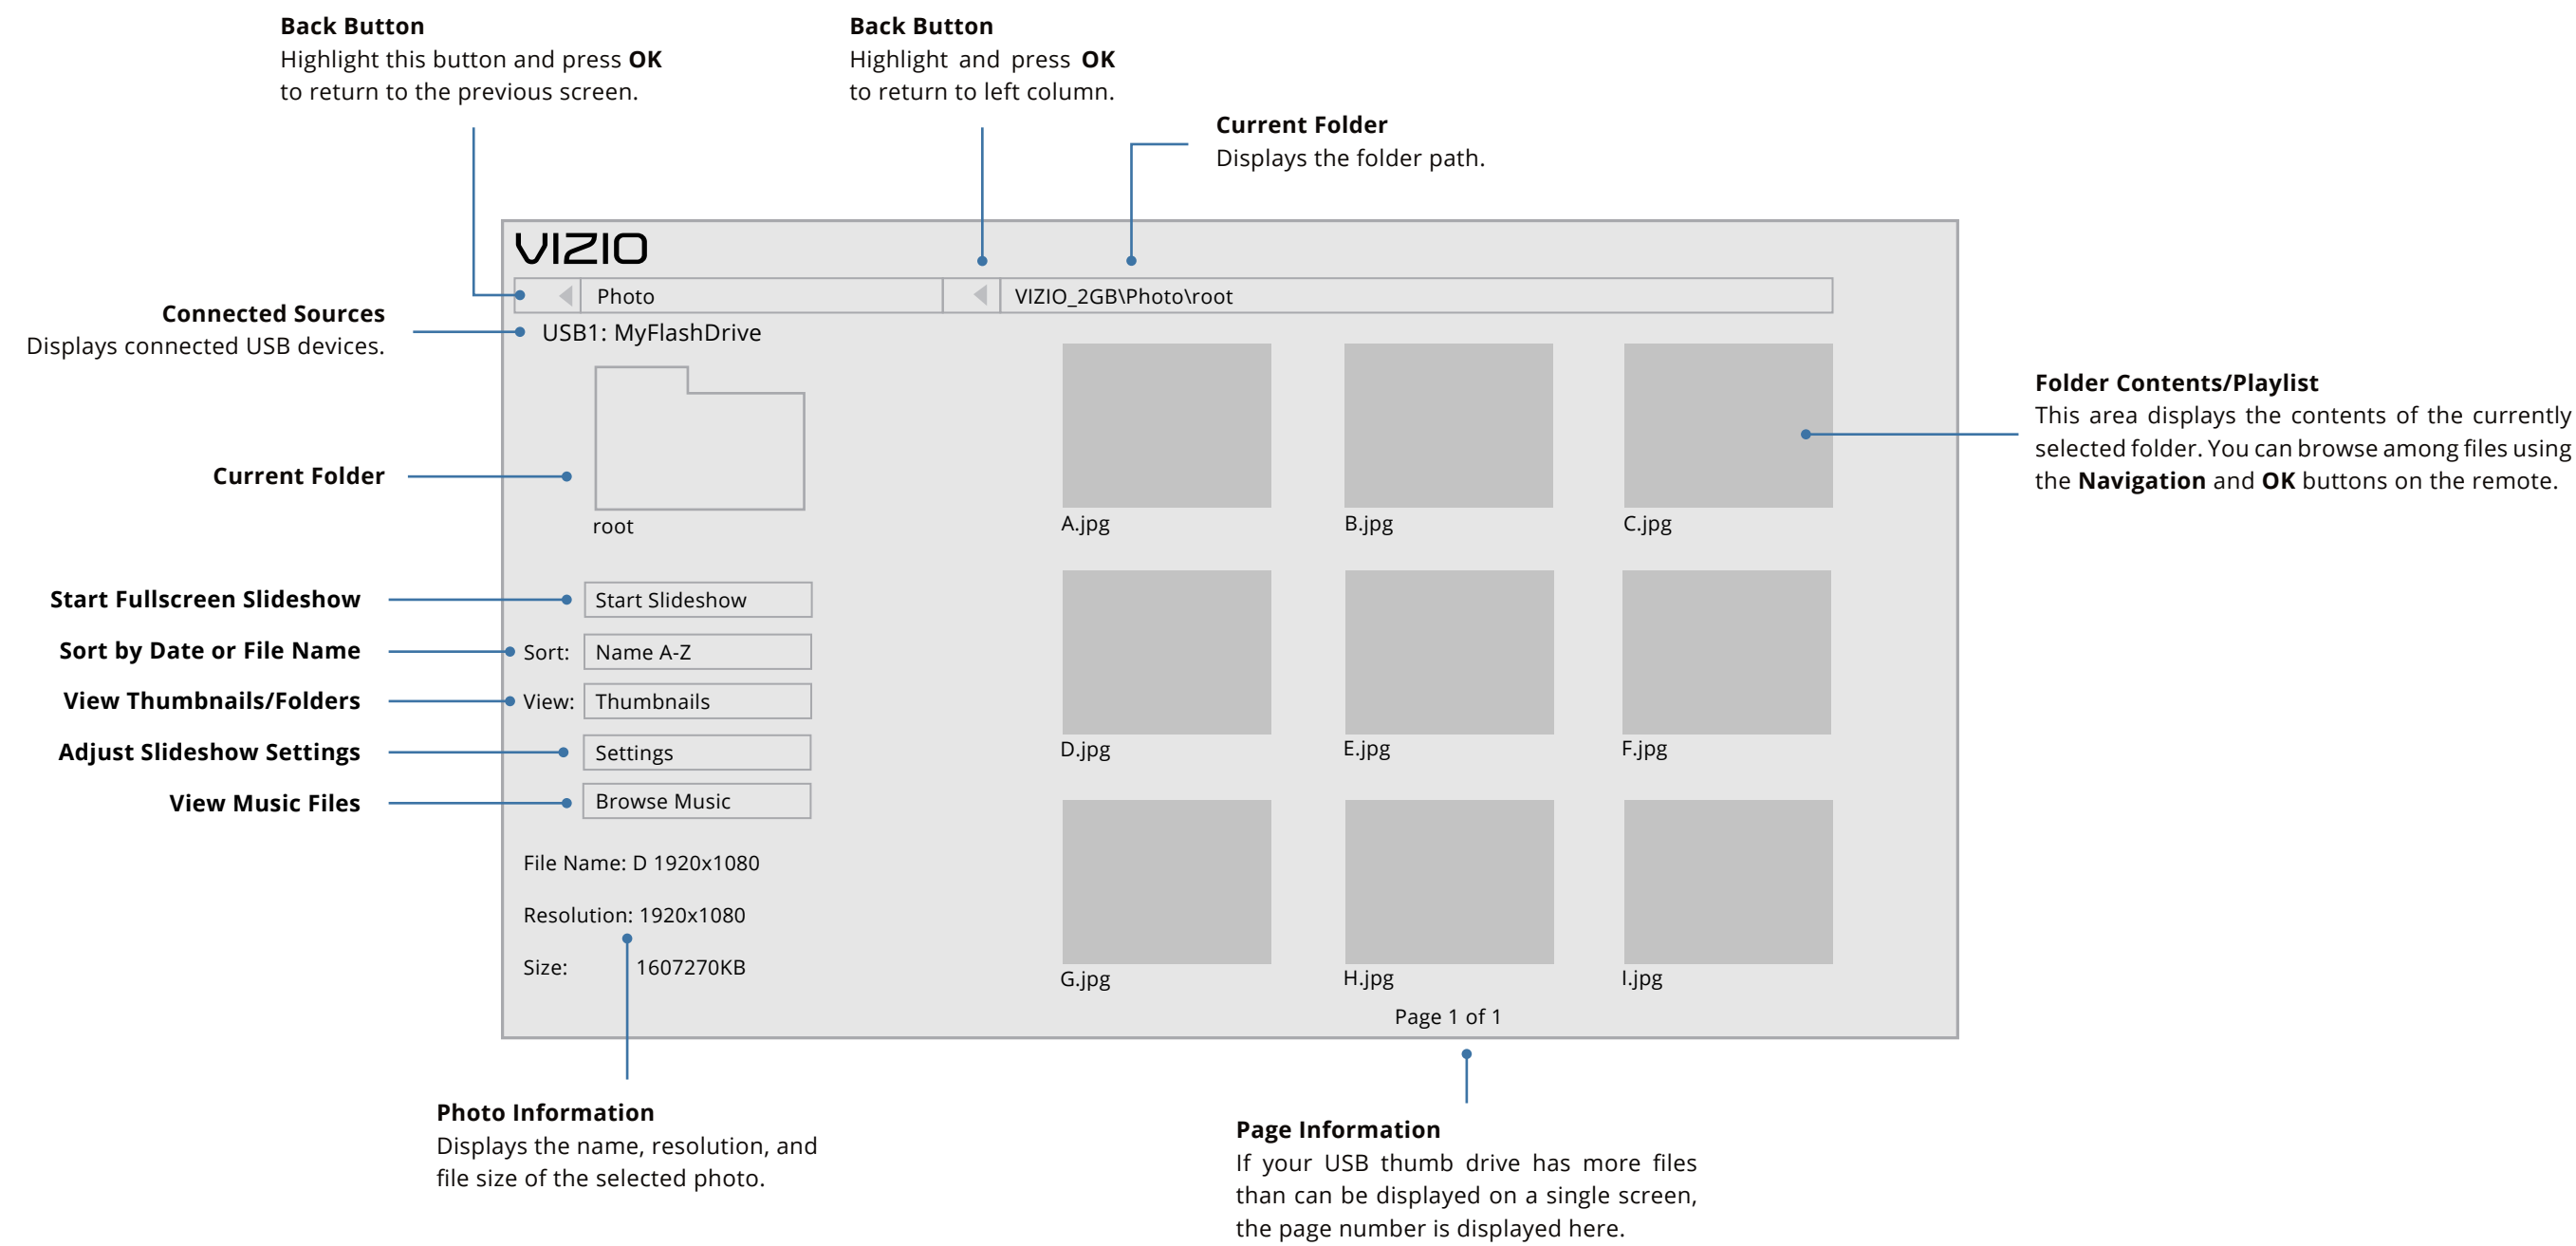 Back Button
Highlight this button and press OK
to return to the previous screen.
Back Button
Highlight and press OK
to return to left column.
Current Folder
Displays the folder path.
VIZIO
Photo
VIZIO_2GB\Photo\root
Connected Sources
Displays connected USB devices.
USB1: MyFlashDrive
Current Folder
root
Start Fullscreen Slideshow
Start Slideshow
Sort by Date or File Name
Sort:
Name A-Z
View Thumbnails/Folders
View:
Thumbnails
Adjust Slideshow Settings
Settings
View Music Files
Browse Music
File Name: D 1920x1080
Resolution: 1920x1080
Size: 1607270KB
A.jpg
B.jpg
C.jpg
D.jpg
E.jpg
F.jpg
G.jpg
H.jpg
I.jpg
Page 1 of 1
Folder Contents/Playlist
This area displays the contents of the currently
selected folder. You can browse among files using
the Navigation and OK buttons on the remote.
Photo Information
Displays the name, resolution, and
file size of the selected photo.
Page Information
If your USB thumb drive has more files
than can be displayed on a single screen,
the page number is displayed here.